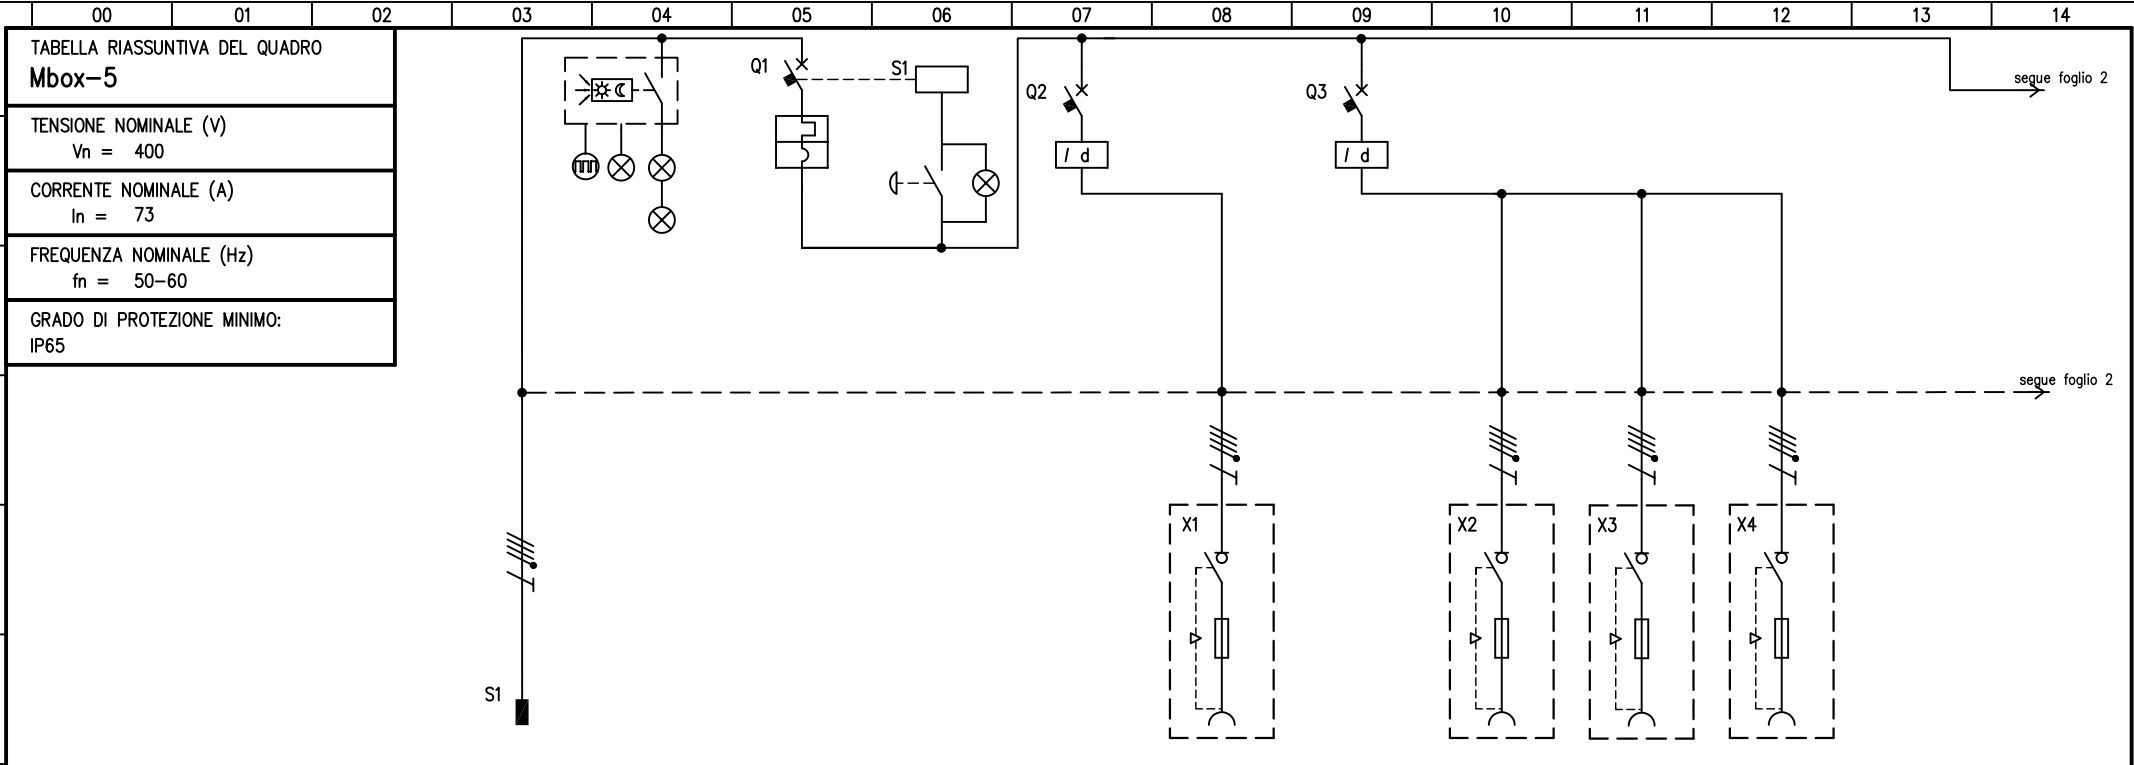 00 01 02 03 04 05 06 07 08 09 10 11 12 13 14
TABELLA RIASSUNTIVA DEL QUADRO
Mbox-5
TENSIONE NOMINALE (V)
Vn = 400
CORRENTE NOMINALE (A)
In = 73
FREQUENZA NOMINALE (Hz)
fn = 50-60
GRADO DI PROTEZIONE MINIMO:
IP65
Q1
S1
Q2
I d
Q3
I d
segue foglio 2
segue foglio 2
S1
X1
X2
X3
X4